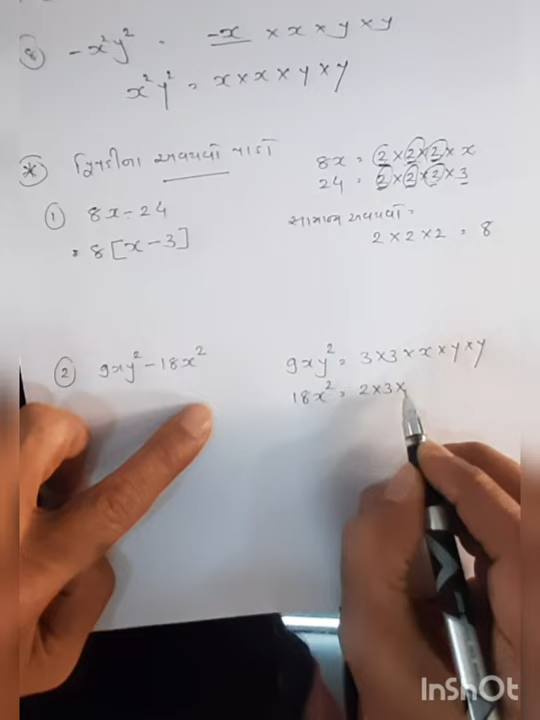 8 -x²y² = -x × x × y × y
x²y² = x × x × y × y
* દ્વિપદીના અવયવો પાડો
8x = 2 × 2 × 2 × x
24 = 2 × 2 × 2 × 3
1 8x - 24
સામાન્ય અવયવો =
= 8[x - 3]
2 × 2 × 2 = 8
2 9xy² - 18x²
9xy² = 3 × 3 × x × y × y
18x² = 2 × 3 ×
InShOt